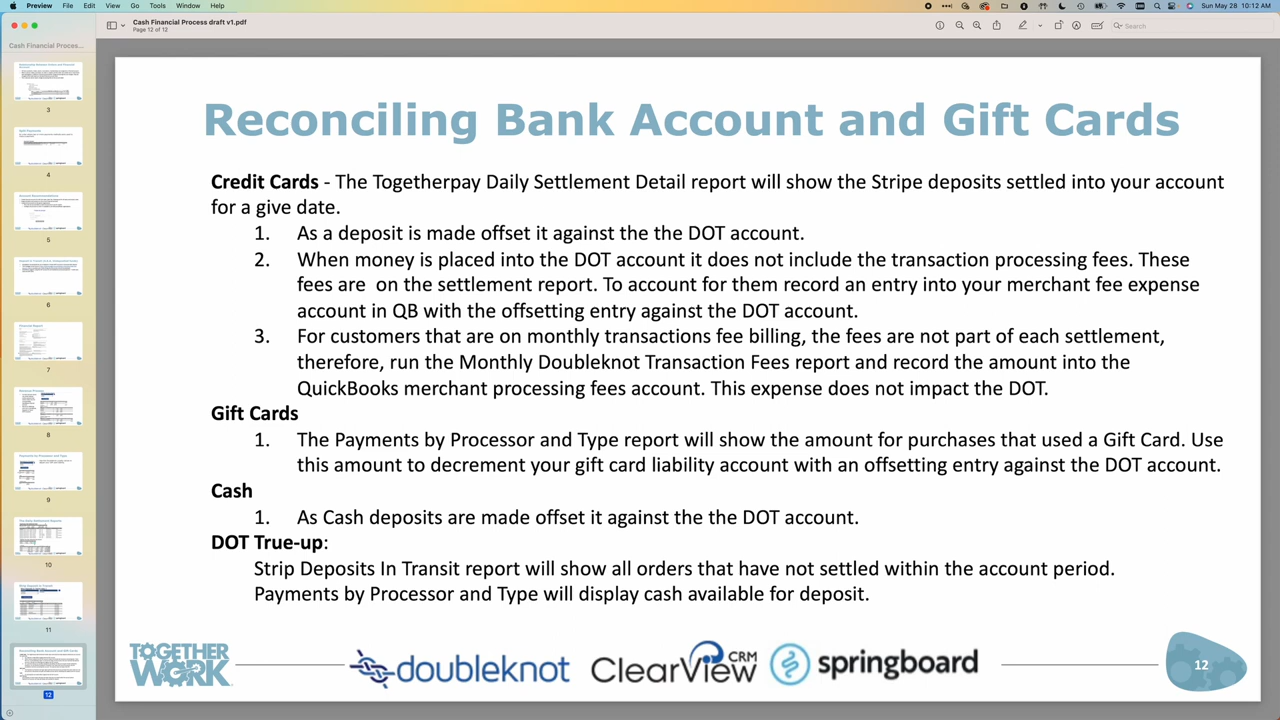 Preview File Edit View Go Tools Window Help Sun May 28 10:12 AM
Cash Financial Process draft v1.pdf
Page 12 of 12
Search
Cash Financial Proces...
3
4
5
6
7
8
9
10
11
12
Reconciling Bank Account and Gift Cards
Credit Cards - The Togetherpay Daily Settlement Detail report will show the Stripe deposits settled into your account
for a give date.
1. As a deposit is made offset it against the the DOT account.
2. When money is placed into the DOT account it does not include the transaction processing fees. These
fees are on the settlement report. To account for them record an entry into your merchant fee expense
account in QB with the offsetting entry against the DOT account.
3. For customers that are on monthly transactions fee billing, the fees are not part of each settlement,
therefore, run the Monthly Doubleknot Transaction Fees report and record the amount into the
QuickBooks merchant processing fees account. The expense does not impact the DOT.
Gift Cards
1. The Payments by Processor and Type report will show the amount for purchases that used a Gift Card. Use
this amount to decrement your gift card liability account with an offsetting entry against the DOT account.
Cash
1. As Cash deposits are made offset it against the the DOT account.
DOT True-up:
Strip Deposits In Transit report will show all orders that have not settled within the account period.
Payments by Processor and Type will display cash available for deposit.
TOGETHER
WORK
doubleknot
ClearView CRM
springboard
12